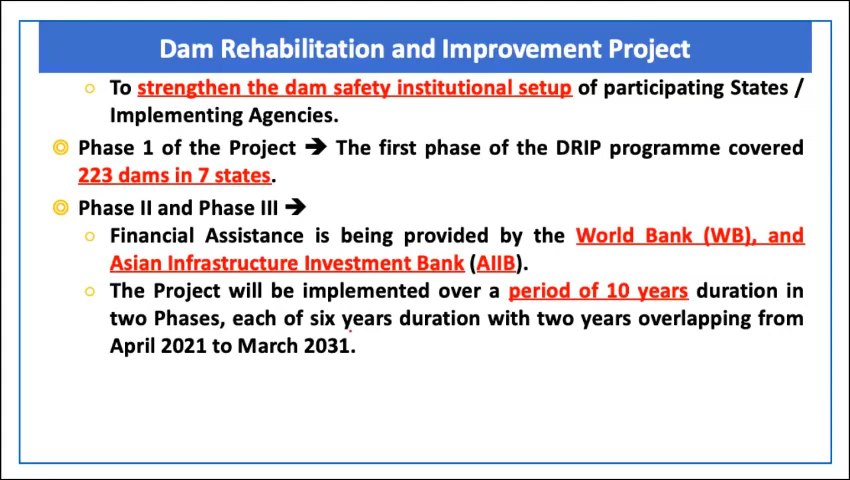 Dam Rehabilitation and Improvement Project
To strengthen the dam safety institutional setup of participating States /
Implementing Agencies.
Phase 1 of the Project ➔ The first phase of the DRIP programme covered
223 dams in 7 states.
Phase II and Phase III ➔
Financial Assistance is being provided by the World Bank (WB), and
Asian Infrastructure Investment Bank (AIIB).
The Project will be implemented over a period of 10 years duration in
two Phases, each of six years duration with two years overlapping from
April 2021 to March 2031.